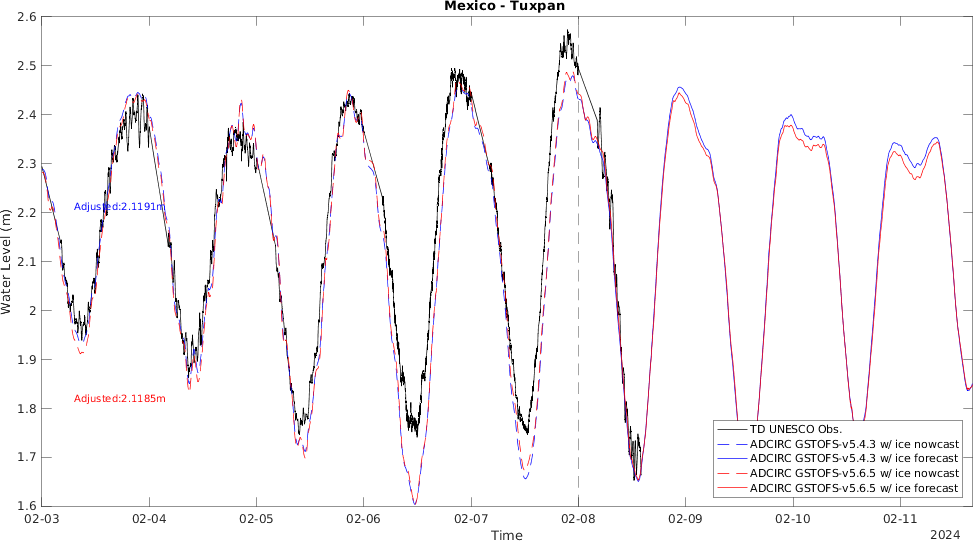 Mexico - Tuxpan
2.6
2.5
2.4
2.3
2.2
2.1
2
1.9
1.8
1.7
1.6
Water Level (m)
Adjusted:2.1191m
Adjusted:2.1185m
TD UNESCO Obs.
ADCIRC GSTOFS-v5.4.3 w/ ice nowcast
ADCIRC GSTOFS-v5.4.3 w/ ice forecast
ADCIRC GSTOFS-v5.6.5 w/ ice nowcast
ADCIRC GSTOFS-v5.6.5 w/ ice forecast
02-03 02-04 02-05 02-06 02-07 02-08 02-09 02-10 02-11
Time
2024